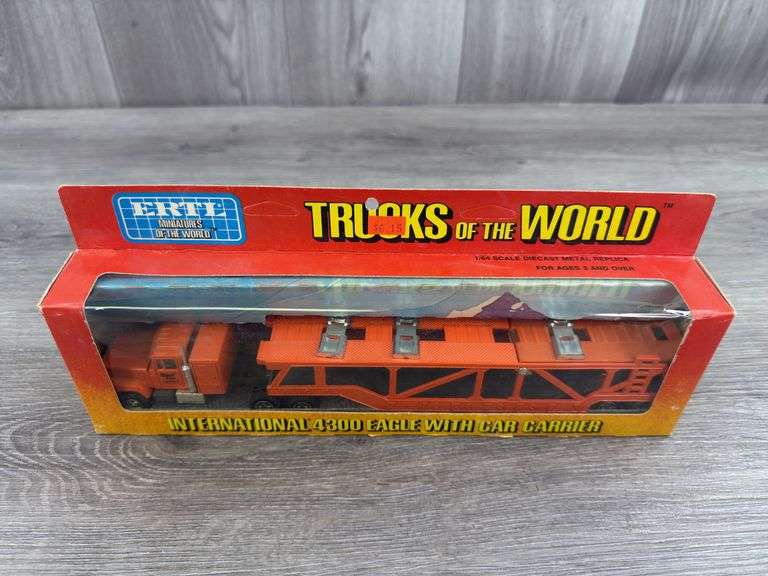 ERTL
MINIATURES
OF THE WORLD
TRUCKS OF THE WORLD™
1/64 SCALE DIECAST METAL REPLICA
FOR AGES 3 AND OVER
INTERNATIONAL 4300 EAGLE WITH CAR CARRIER